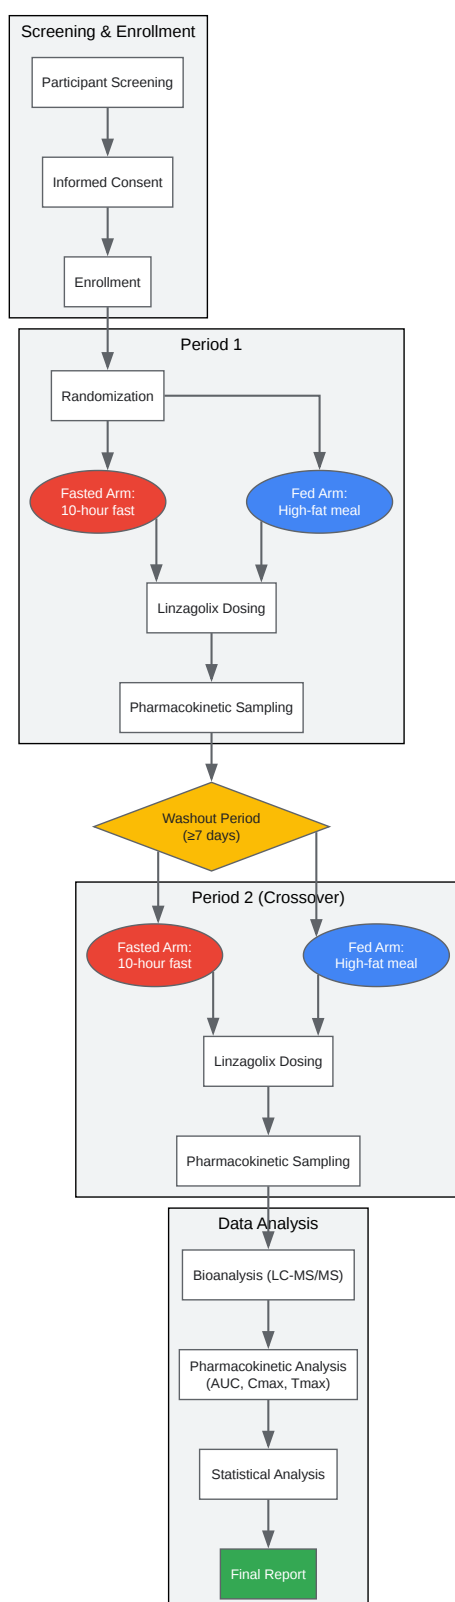 Screening & Enrollment
Participant Screening
Informed Consent
Enrollment
Period 1
Randomization
Fasted Arm:
10-hour fast
Fed Arm:
High-fat meal
Linzagolix Dosing
Pharmacokinetic Sampling
Washout Period
(≥7 days)
Period 2 (Crossover)
Fasted Arm:
10-hour fast
Fed Arm:
High-fat meal
Linzagolix Dosing
Pharmacokinetic Sampling
Data Analysis
Bioanalysis (LC-MS/MS)
Pharmacokinetic Analysis
(AUC, Cmax, Tmax)
Statistical Analysis
Final Report